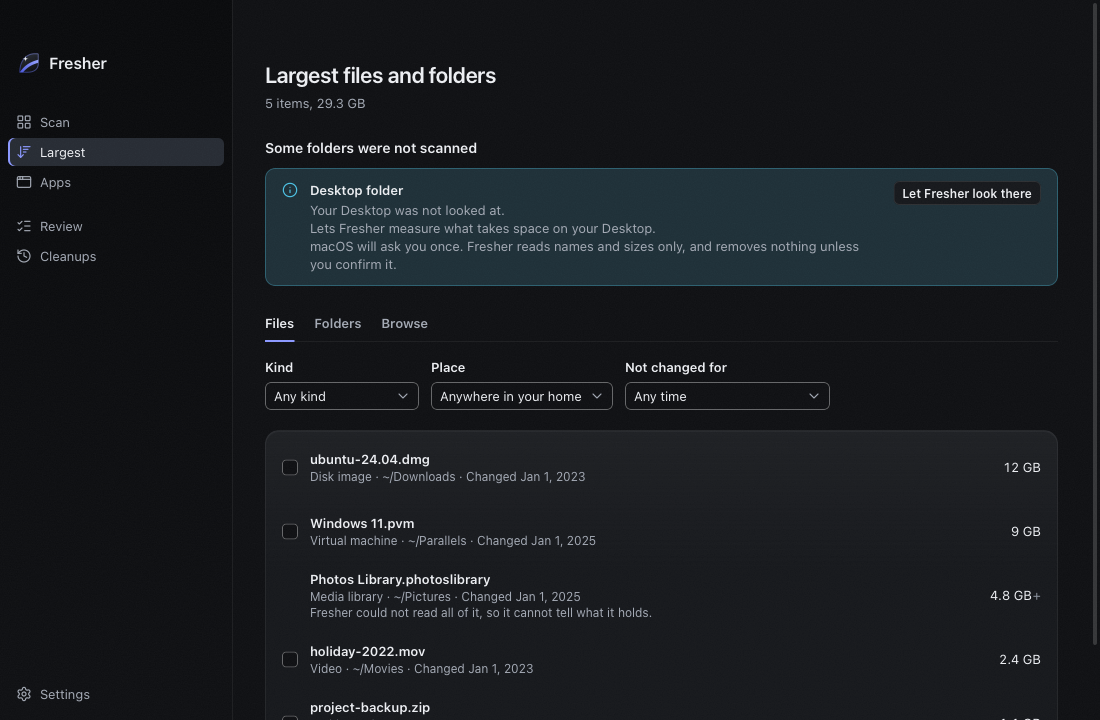 Fresher
Scan
Largest
Apps
Review
Cleanups
Settings
Largest files and folders
5 items, 29.3 GB
Some folders were not scanned
Desktop folder
Your Desktop was not looked at.
Lets Fresher measure what takes space on your Desktop.
macOS will ask you once. Fresher reads names and sizes only, and removes nothing unless
you confirm it.
Let Fresher look there
Files Folders Browse
Kind Place Not changed for
Any kind Anywhere in your home Any time
ubuntu-24.04.dmg
Disk image · ~/Downloads · Changed Jan 1, 2023
12 GB
Windows 11.pvm
Virtual machine · ~/Parallels · Changed Jan 1, 2025
9 GB
Photos Library.photoslibrary
Media library · ~/Pictures · Changed Jan 1, 2025
Fresher could not read all of it, so it cannot tell what it holds.
4.8 GB+
holiday-2022.mov
Video · ~/Movies · Changed Jan 1, 2023
2.4 GB
project-backup.zip